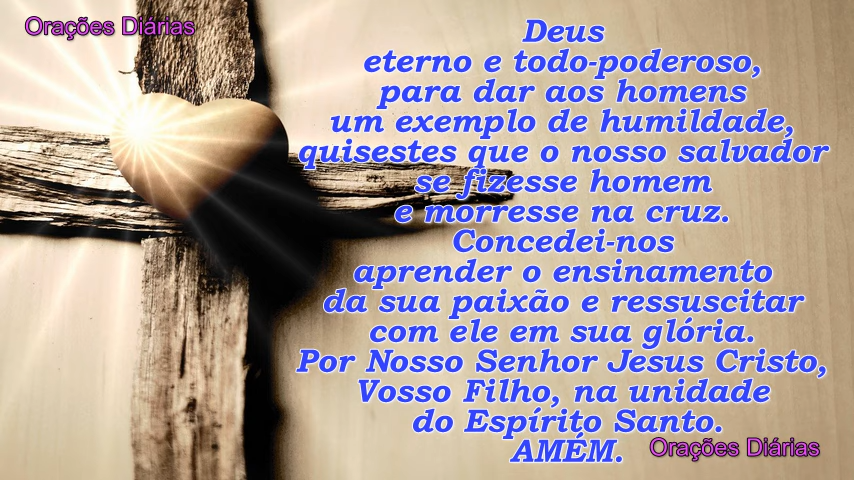 Orações Diárias
Deus
eterno e todo-poderoso,
para dar aos homens
um exemplo de humildade,
quisestes que o nosso salvador
se fizesse homem
e morresse na cruz.
Concedei-nos
aprender o ensinamento
da sua paixão e ressuscitar
com ele em sua glória.
Por Nosso Senhor Jesus Cristo,
Vosso Filho, na unidade
do Espírito Santo.
AMÉM.
Orações Diárias